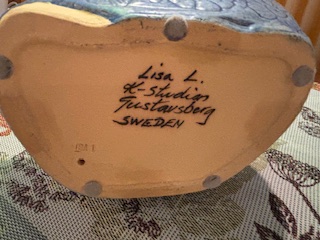 Lisa L.
K-Studion
Gustavsberg
SWEDEN